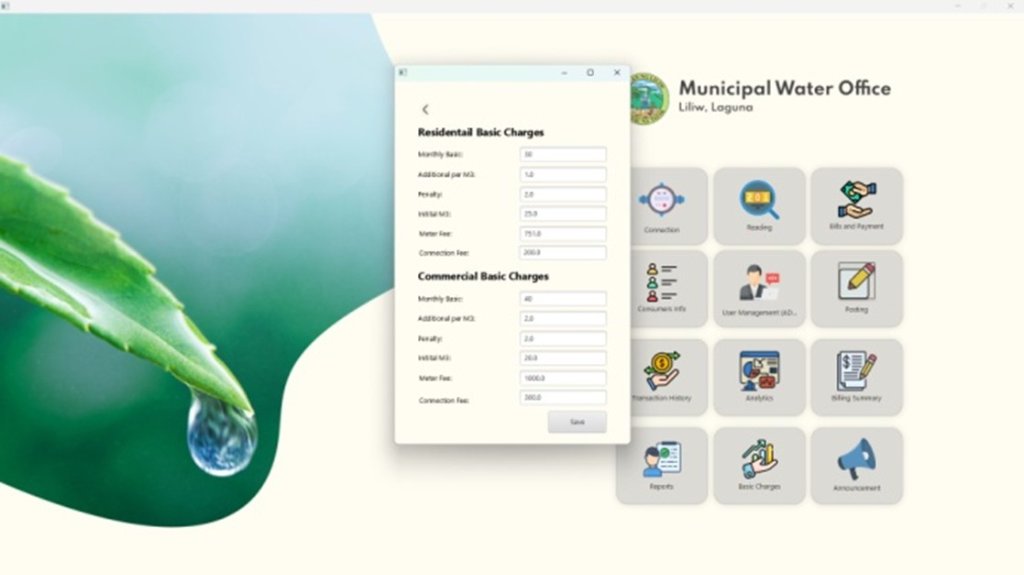 Municipal Water Office
Liliw, Laguna
Residentail Basic Charges
Monthly Basic: 30
Additional per M3: 1.0
Penalty: 2.0
Initial M3: 25.0
Meter Fee: 751.0
Connection Fee: 200.0
Commercial Basic Charges
Monthly Basic: 40
Additional per M3: 2.0
Penalty: 2.0
Initial M3: 20.0
Meter Fee: 1000.0
Connection Fee: 300.0
Save
Connection
Reading
Bills and Payment
Consumers Info
User Management (AD...
Posting
Transaction History
Analytics
Billing Summary
Reports
Basic Charges
Announcement